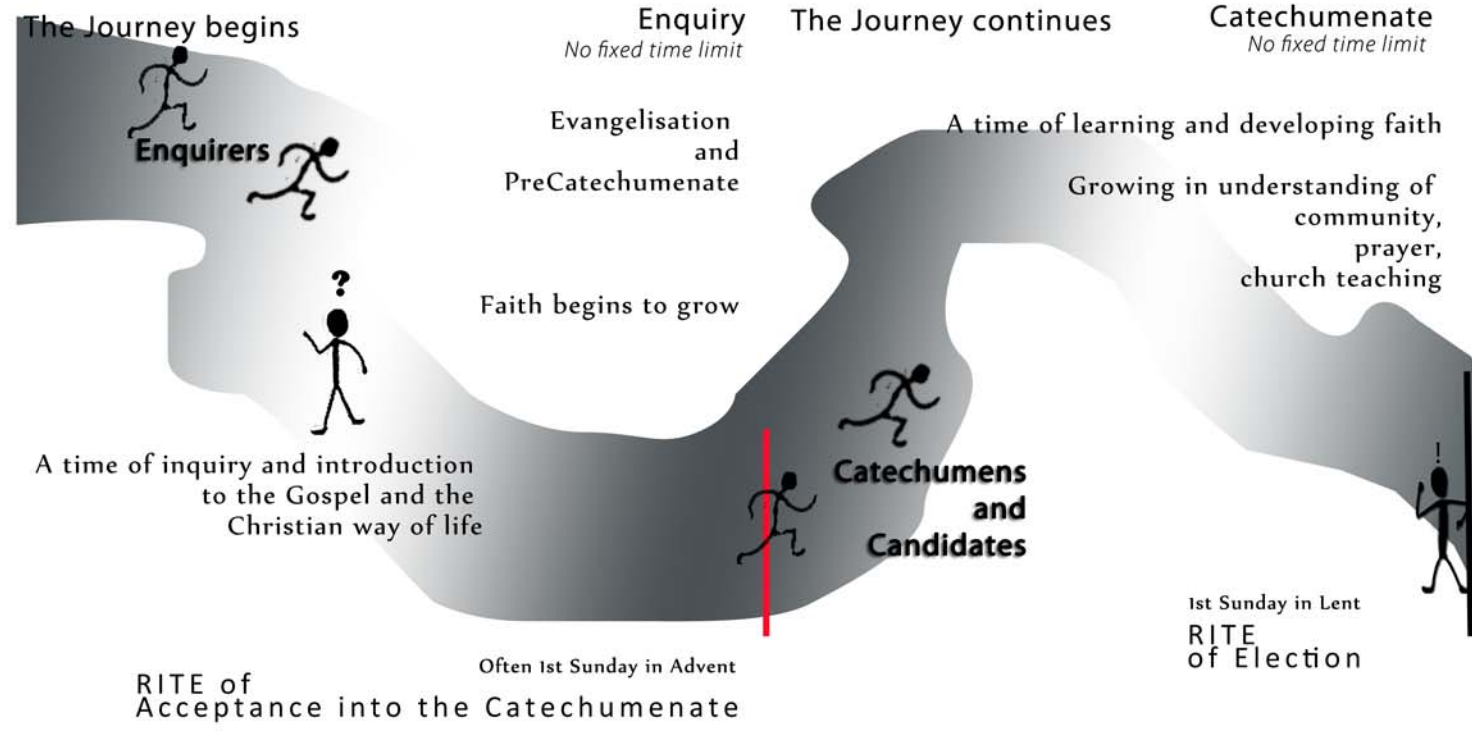 The Journey begins
Enquiry
No fixed time limit
Enquirers
Evangelisation
and
PreCatechumenate
Faith begins to grow
?
A time of inquiry and introduction
to the Gospel and the
Christian way of life
Often 1st Sunday in Advent
RITE of
Acceptance into the Catechumenate
The Journey continues
Catechumenate
No fixed time limit
A time of learning and developing faith
Growing in understanding of
community,
prayer,
church teaching
Catechumens
and
Candidates
!
1st Sunday in Lent
RITE
of Election